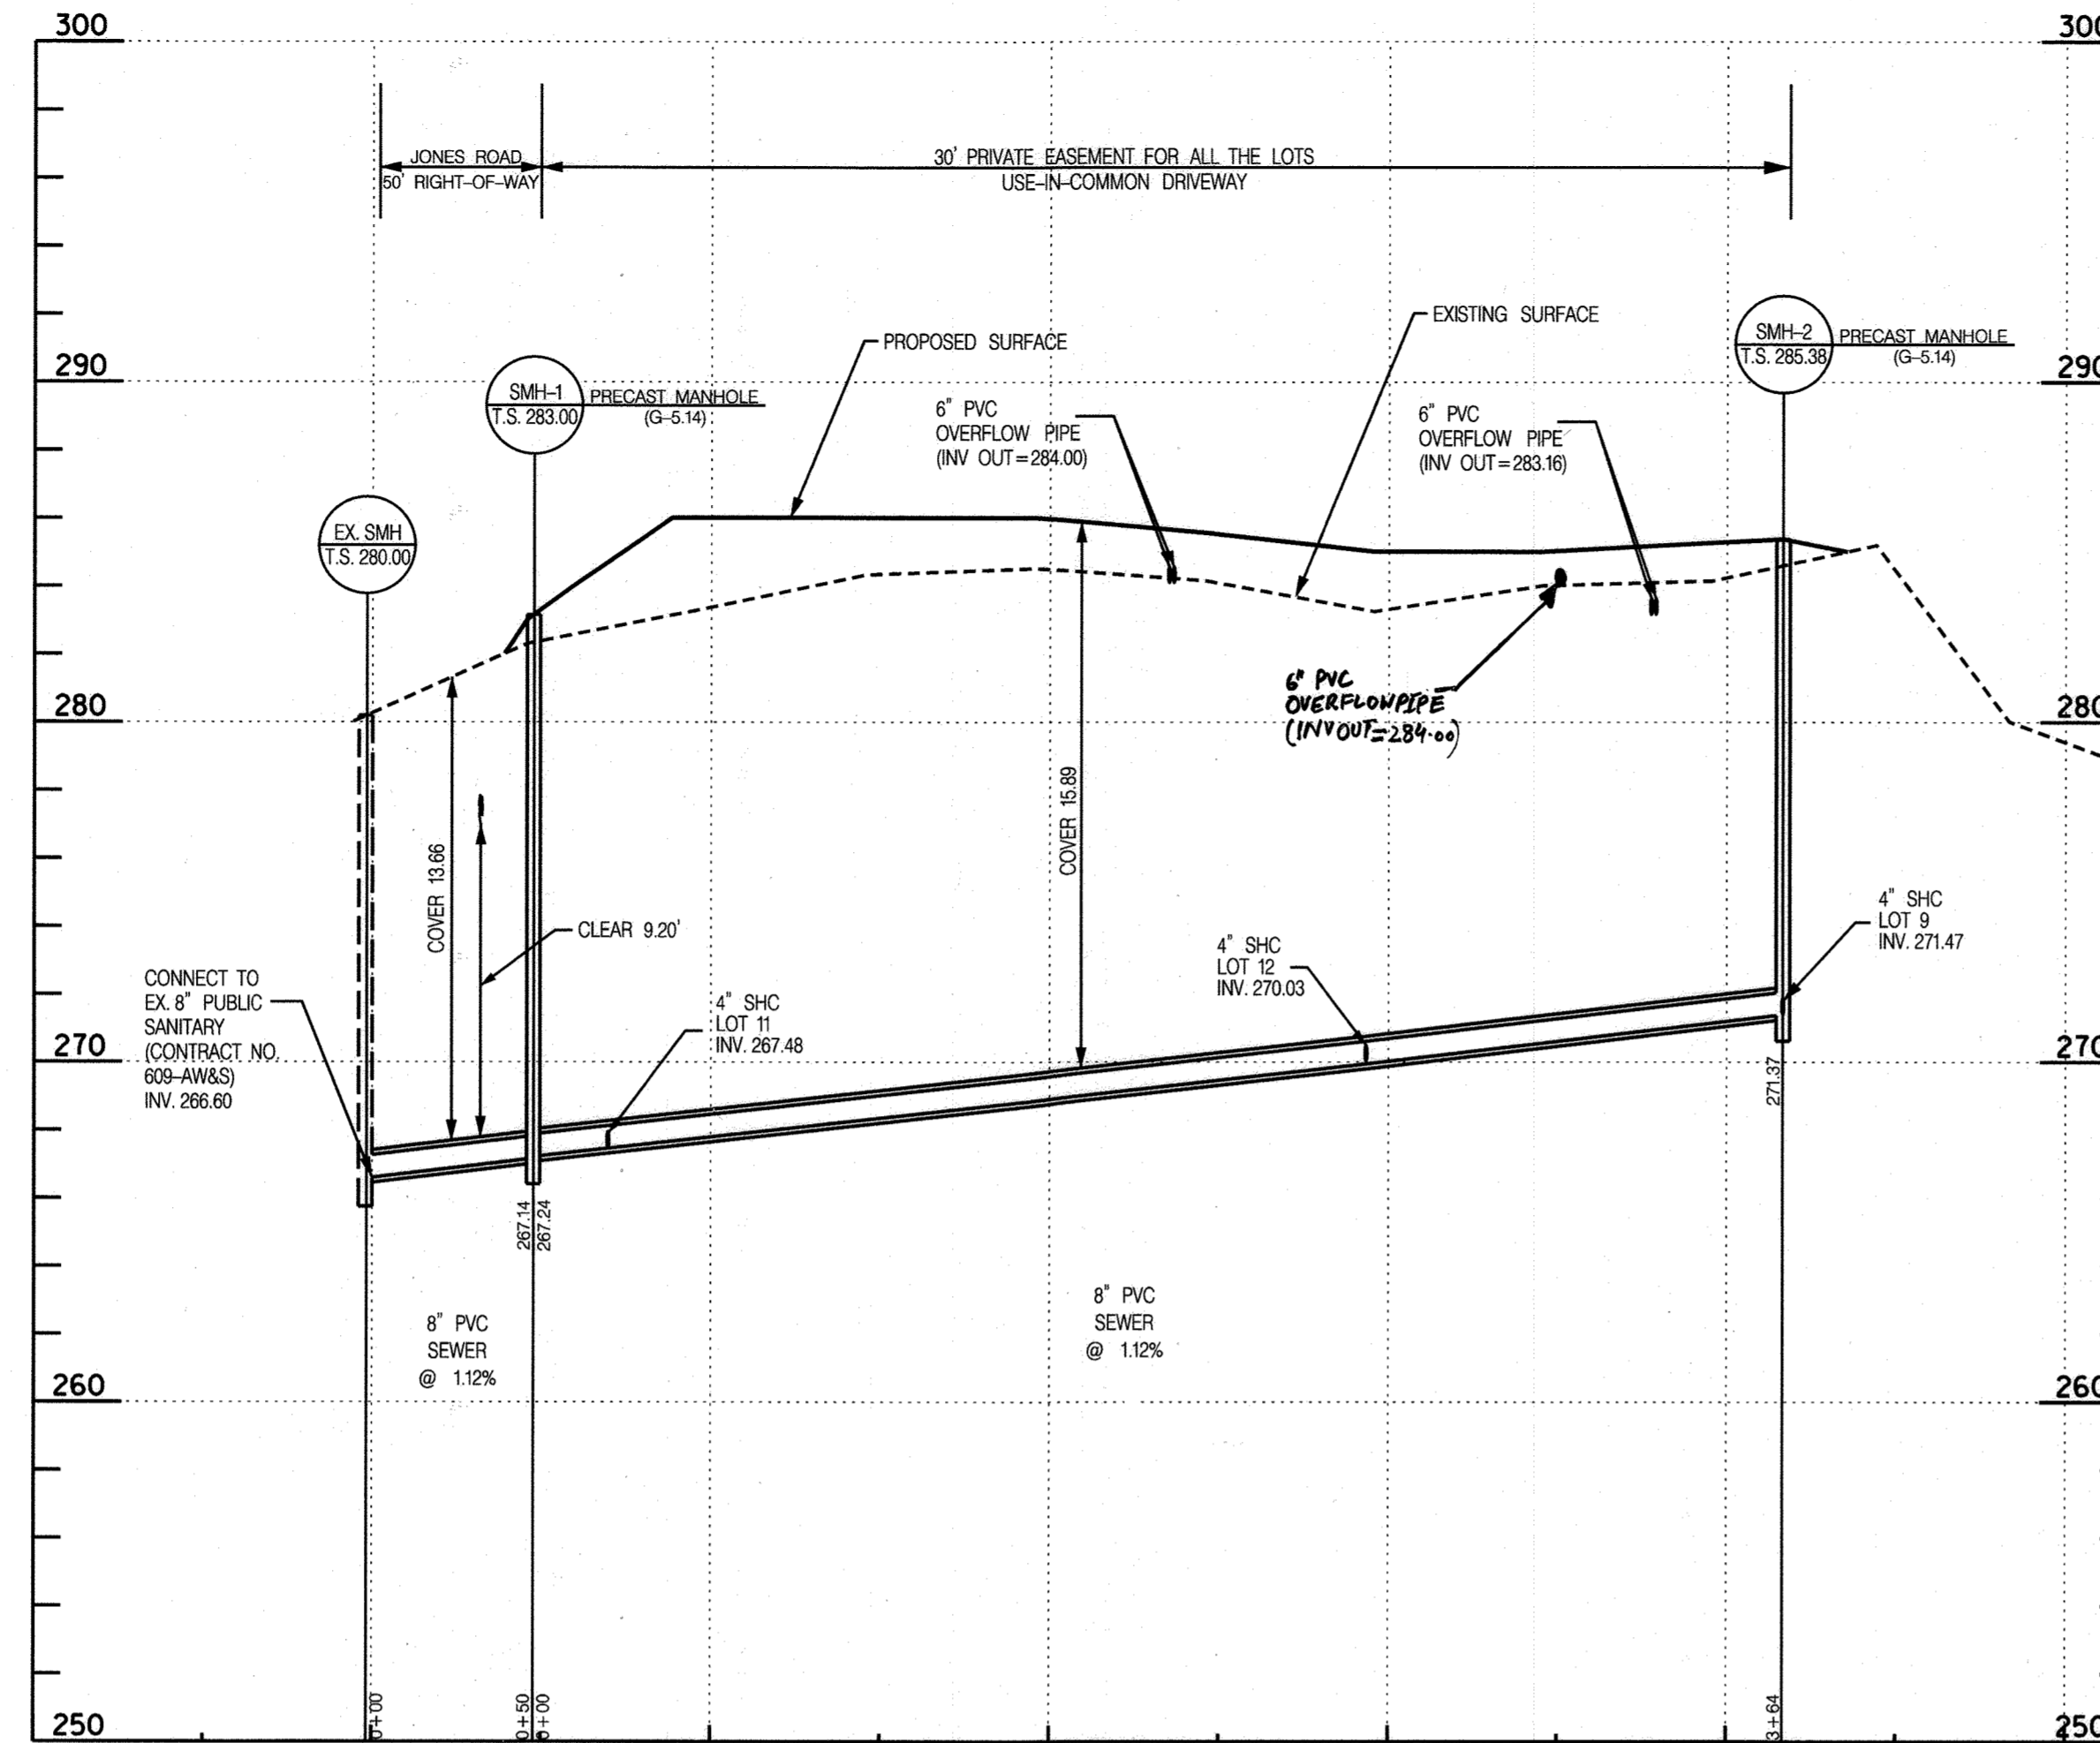 300
300
JONES ROAD
50' RIGHT-OF-WAY
30' PRIVATE EASEMENT FOR ALL THE LOTS
USE-IN-COMMON DRIVEWAY
PROPOSED SURFACE
EXISTING SURFACE
SMH-2
T.S. 285.38
PRECAST MANHOLE
(G-5.14)
290
290
SMH-1
T.S. 283.00
PRECAST MANHOLE
(G-5.14)
6" PVC
OVERFLOW PIPE
(INV OUT=284.00)
6" PVC
OVERFLOW PIPE
(INV OUT=283.16)
EX. SMH
T.S. 280.00
6" PVC
OVERFLOWPIPE
(INVOUT=284.00)
280
280
COVER 13.66
CLEAR 9.20'
COVER 15.89
4" SHC
LOT 9
INV. 271.47
4" SHC
LOT 12
INV. 270.03
CONNECT TO
EX. 8" PUBLIC
SANITARY
(CONTRACT NO.
609-AW&S)
INV. 266.60
4" SHC
LOT 11
INV. 267.48
270
270
271.37
267.14
267.24
8" PVC
SEWER
@ 1.12%
8" PVC
SEWER
@ 1.12%
260
260
250
0+00
0+50
0+00
3+64
250